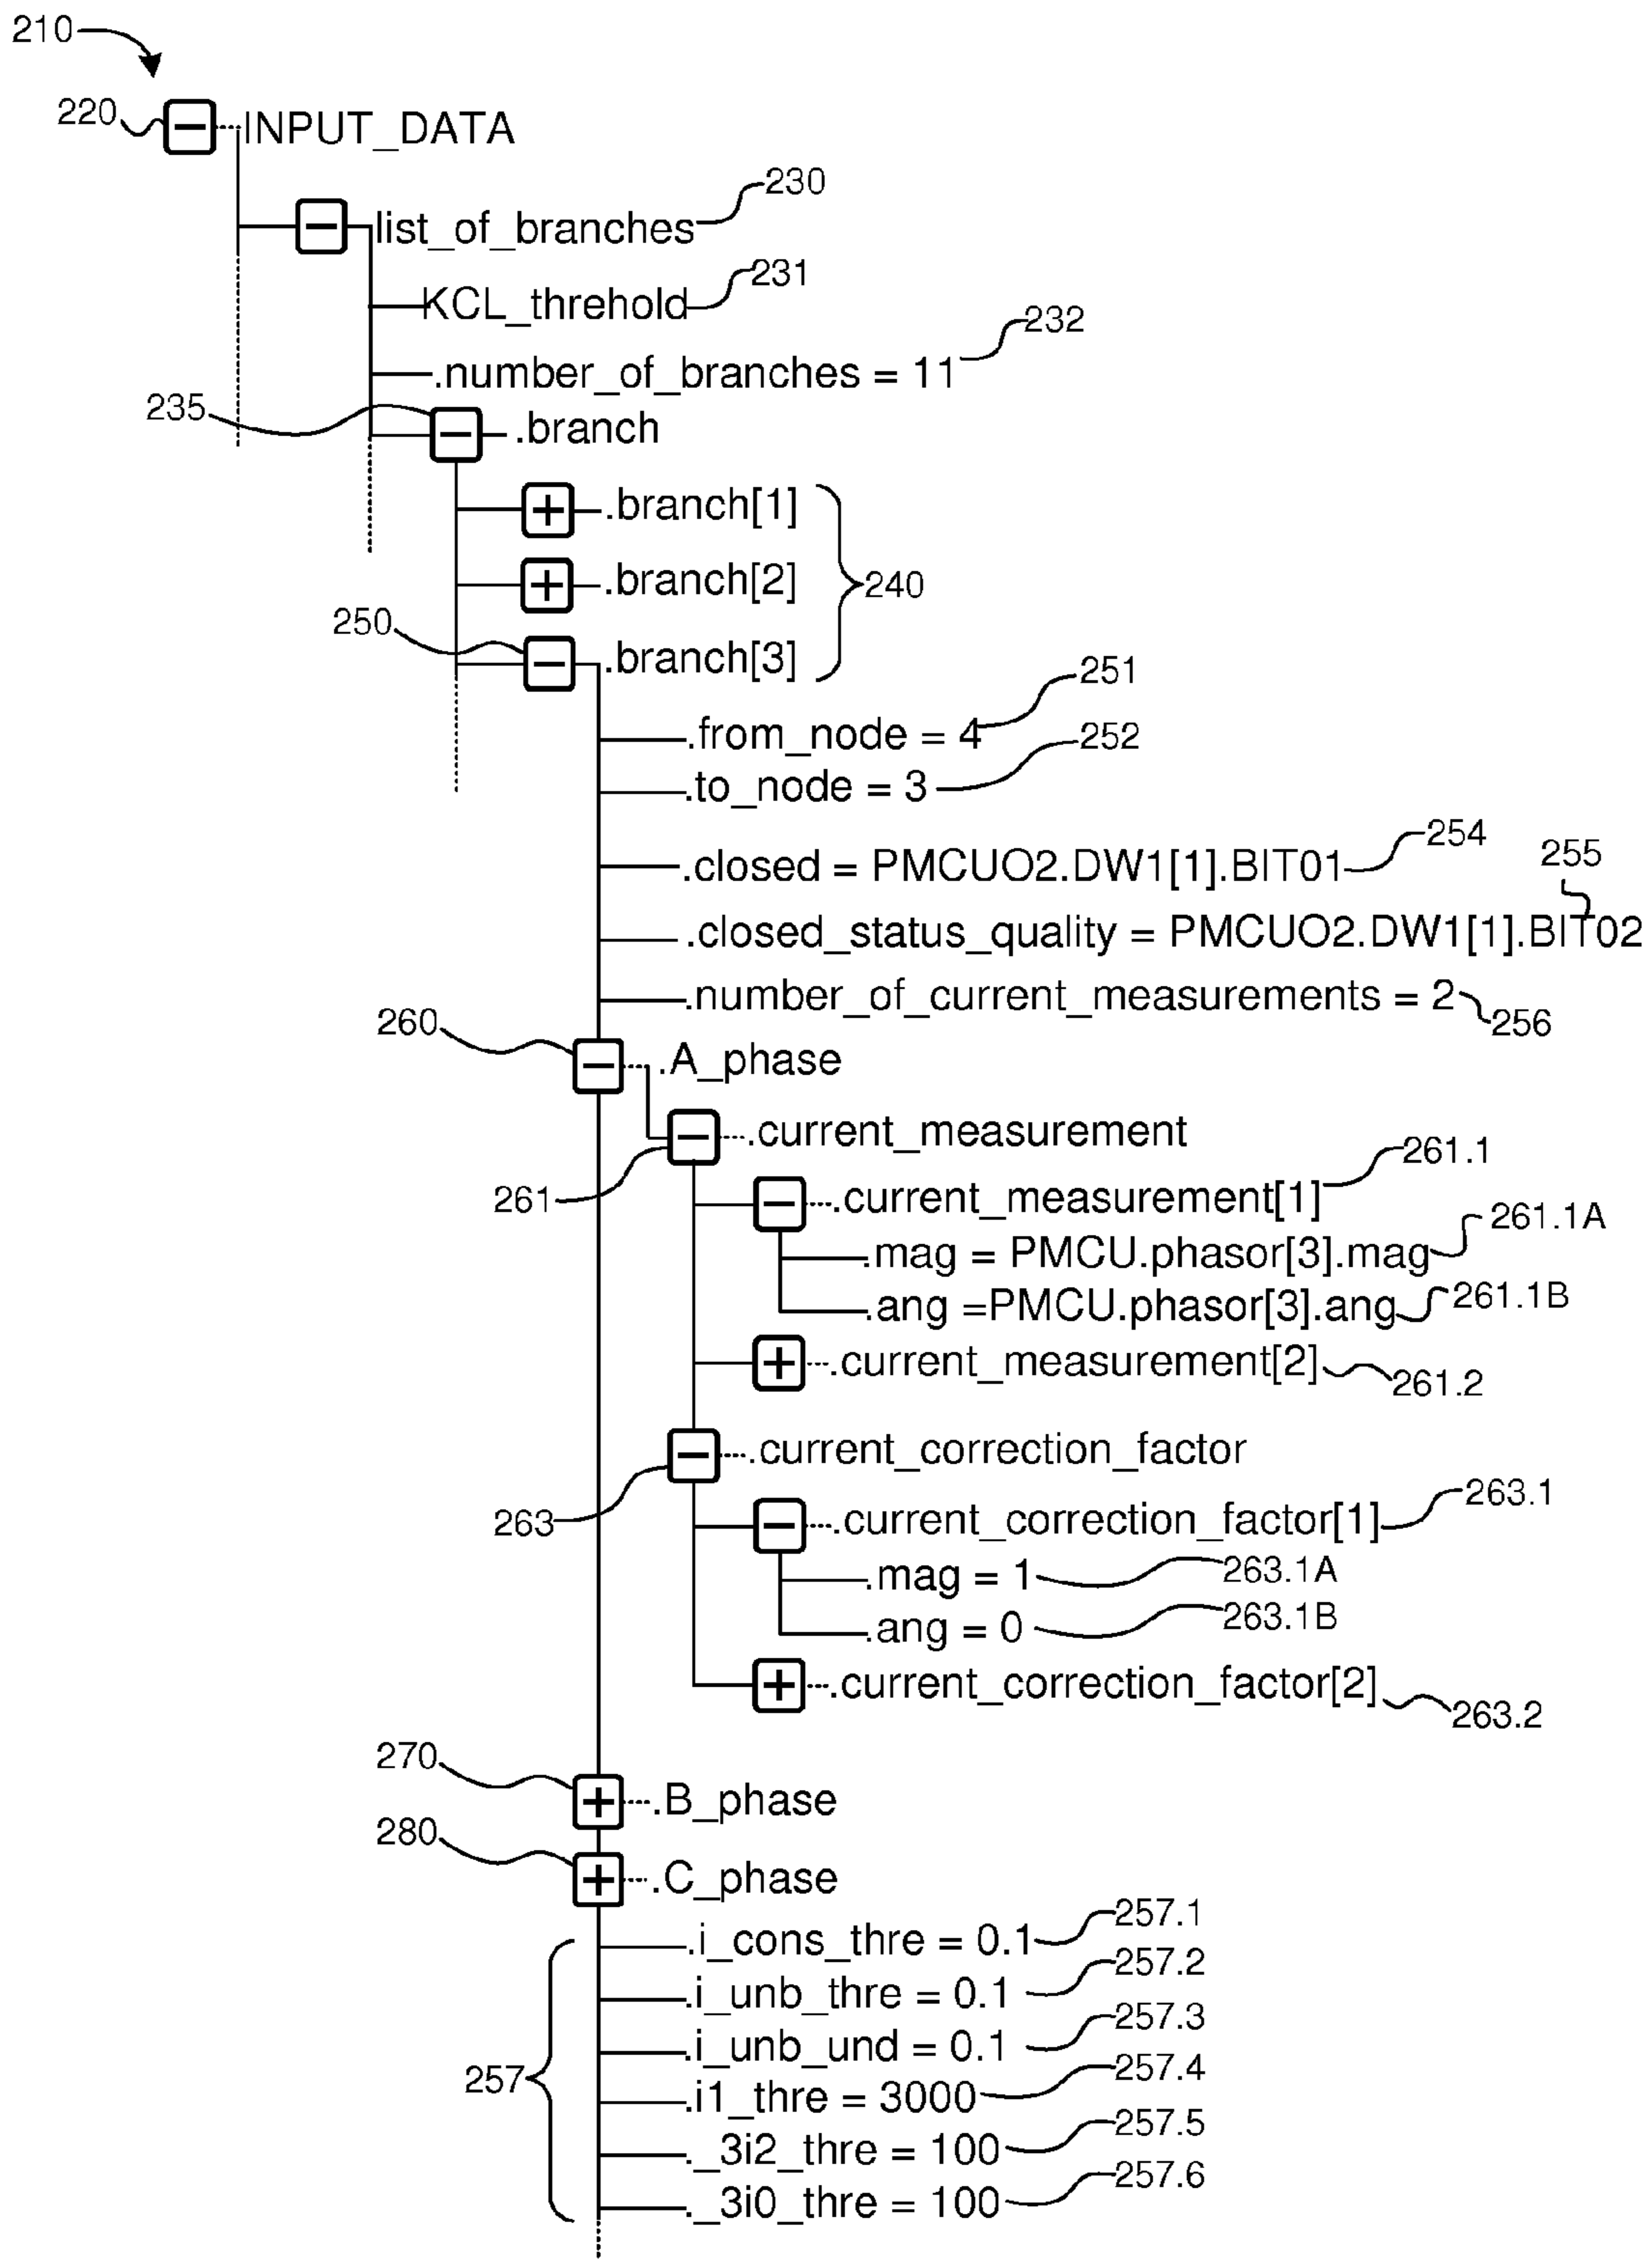 210
220 INPUT_DATA
230
list_of_branches
231
KCL_threhold
232
.number_of_branches = 11
235
.branch
.branch[1]
.branch[2] 240
250
.branch[3]
251
.from_node = 4
252
.to_node = 3
254
.closed = PMCUO2.DW1[1].BIT01
255
.closed_status_quality = PMCUO2.DW1[1].BIT02
.number_of_current_measurements = 2
256
260
.A_phase
.current_measurement
261.1
261 .current_measurement[1]
261.1A
.mag = PMCU.phasor[3].mag
261.1B
.ang =PMCU.phasor[3].ang
.current_measurement[2]
261.2
.current_correction_factor
263.1
263 .current_correction_factor[1]
.mag = 1 263.1A
.ang = 0 263.1B
.current_correction_factor[2]
263.2
270
.B_phase
280
.C_phase
257.1
.i_cons_thre = 0.1
257.2
.i_unb_thre = 0.1
257.3
.i_unb_und = 0.1
257.4
257 .i1_thre = 3000
257.5
._3i2_thre = 100
257.6
._3i0_thre = 100